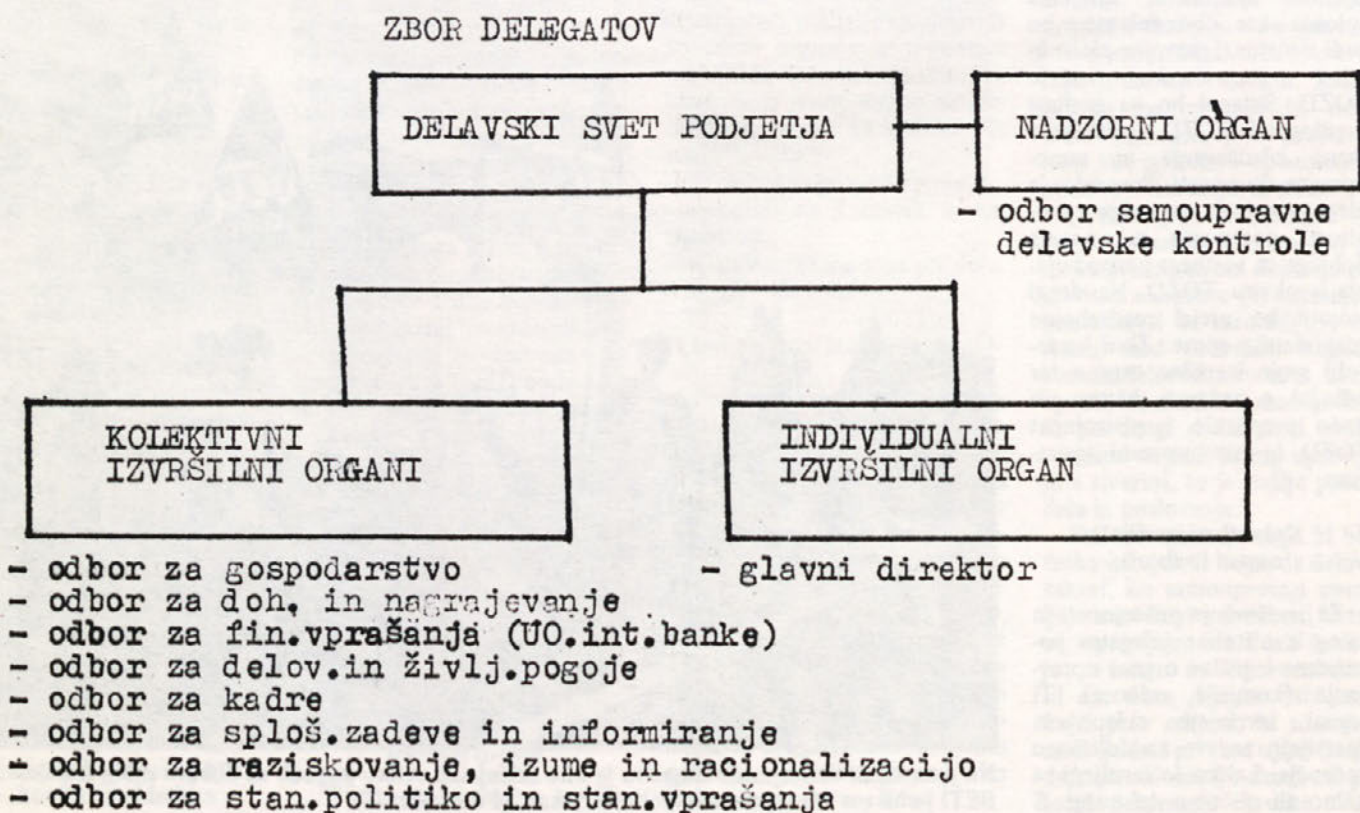 ZBOR DELEGATOV
DELAVSKI SVET PODJETJA
NADZORNI ORGAN
- odbor samoupravne
delavske kontrole
KOLEKTIVNI
IZVRŠILNI ORGANI
- odbor za gospodarstvo
- odbor za doh. in nagrajevanje
- odbor za fin.vprašanja (UO.int.banke)
- odbor za delov.in življ.pogoje
- odbor za kadre
- odbor za sploš.zadeve in informiranje
- odbor za raziskovanje, izume in racionalizacijo
- odbor za stan.politiko in stan.vprašanja
INDIVIDUALNI
IZVRŠILNI ORGAN
- glavni direktor